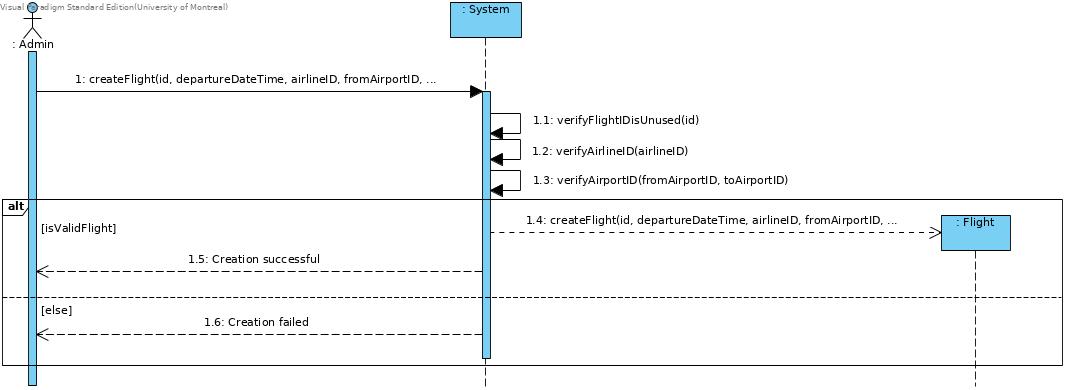 Visual Paradigm Standard Edition(University of Montreal)
: Admin
: System
1: createFlight(id, departureDateTime, airlineID, fromAirportID, ...
1.1: verifyFlightIDisUnused(id)
1.2: verifyAirlineID(airlineID)
1.3: verifyAirportID(fromAirportID, toAirportID)
alt
[isValidFlight]
1.4: createFlight(id, departureDateTime, airlineID, fromAirportID, ...
: Flight
1.5: Creation successful
[else]
1.6: Creation failed